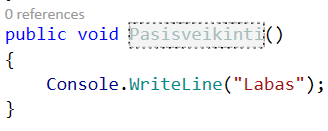 0 references
public void Pasisveikinti()
{
    Console.WriteLine("Labas");
}